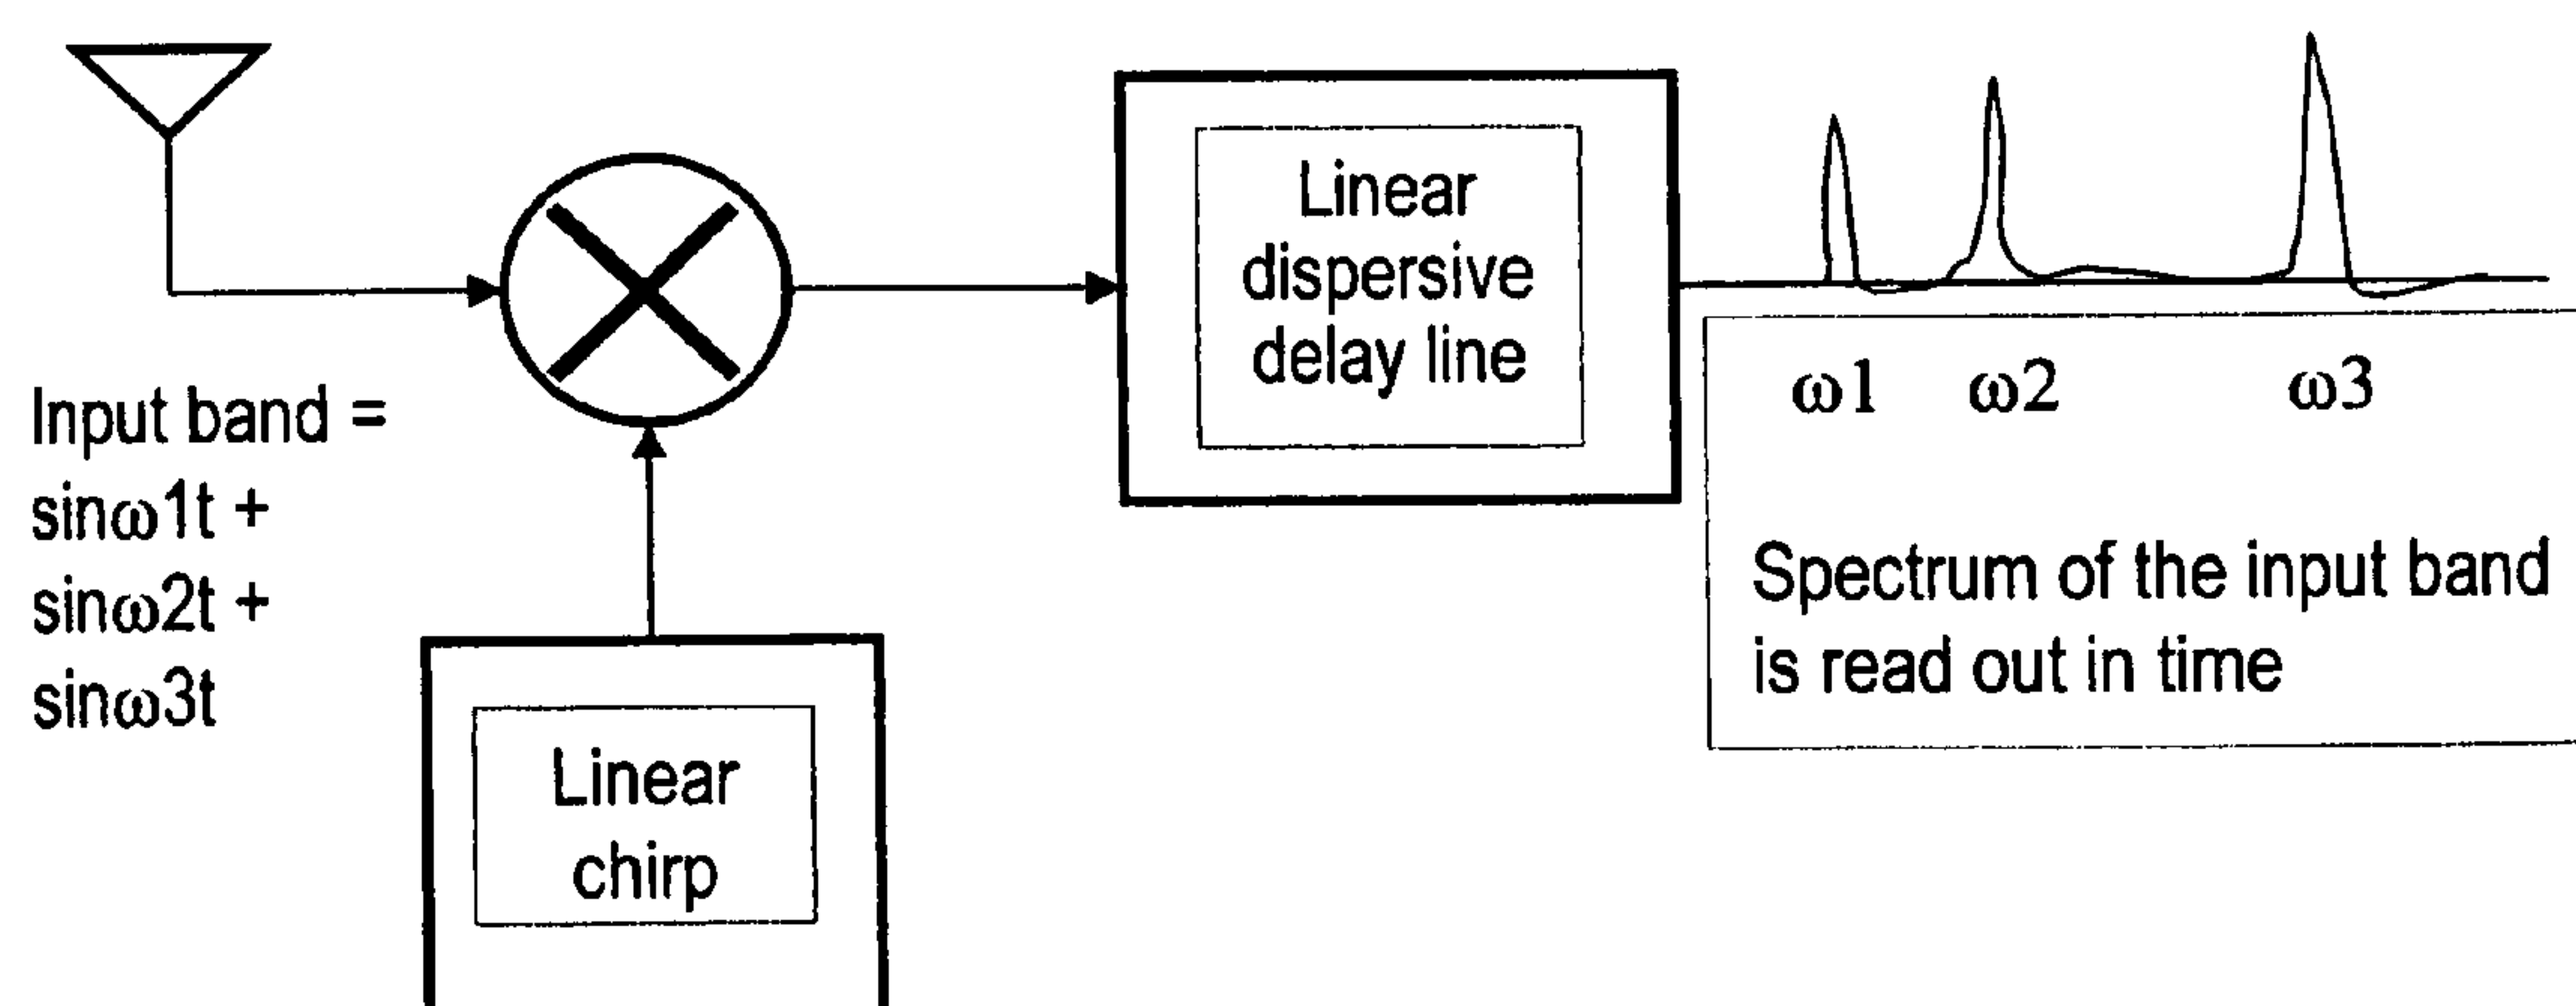 Input band =
sinω1t +
sinω2t +
sinω3t
Linear
chirp
Linear
dispersive
delay line
ω1 ω2 ω3
Spectrum of the input band
is read out in time